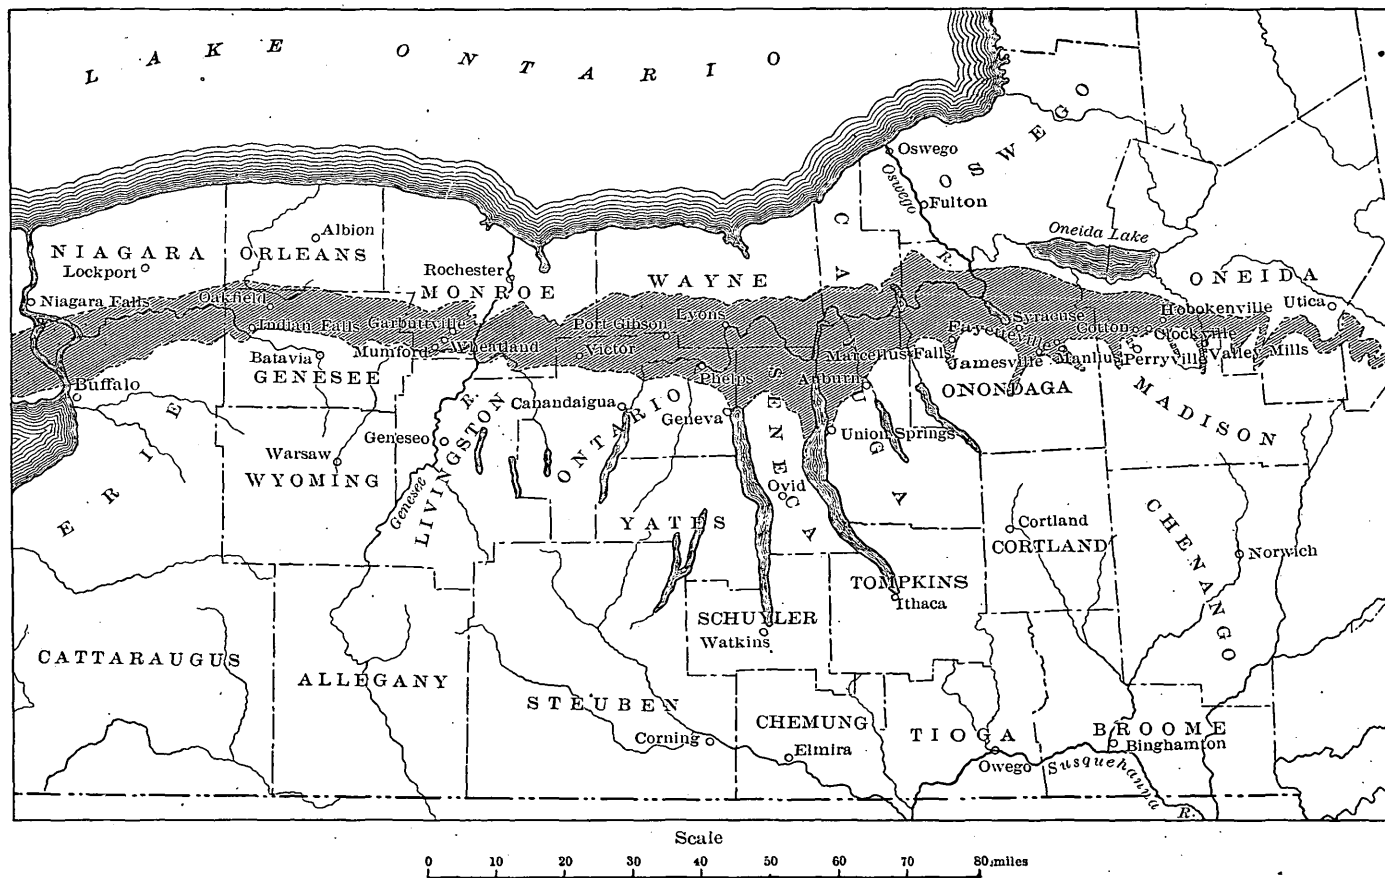 LAKE ONTARIO
OSWEGO
Oswego
Oswego
R.
Fulton
Oneida Lake
NIAGARA
Lockport
ORLEANS
Albion
Rochester
MONROE
WAYNE
CAYUGA
ONEIDA
Utica
Niagara Falls
Oakfield
Indian Falls
Garbuttville
Mumford
Wheatland
Port Gibson
Victor
Lyons
Phelps
Syracuse
Fayetteville
Marcellus Falls
Jamesville
Manlius
Cottons
Perryville
Hobokenville
Clockville
Valley Mills
Batavia
GENESEE
Buffalo
Auburn
ONONDAGA
MADISON
Canandaigua
ONTARIO
Geneva
SENECA
Union Springs
Geneseo
LIVINGSTON
Genesee
R.
Warsaw
WYOMING
ERIE
Ovid
YATES
Cortland
CORTLAND
CHENANGO
Norwich
TOMPKINS
Ithaca
SCHUYLER
Watkins
CATTARAUGUS
ALLEGANY
STEUBEN
Corning
CHEMUNG
Elmira
TIOGA
Owego
BROOME
Binghamton
Susquehanna
R.
Scale
0 10 20 30 40 50 60 70 80 miles